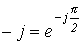 $-j = e^{-j\frac{\pi}{2}}$